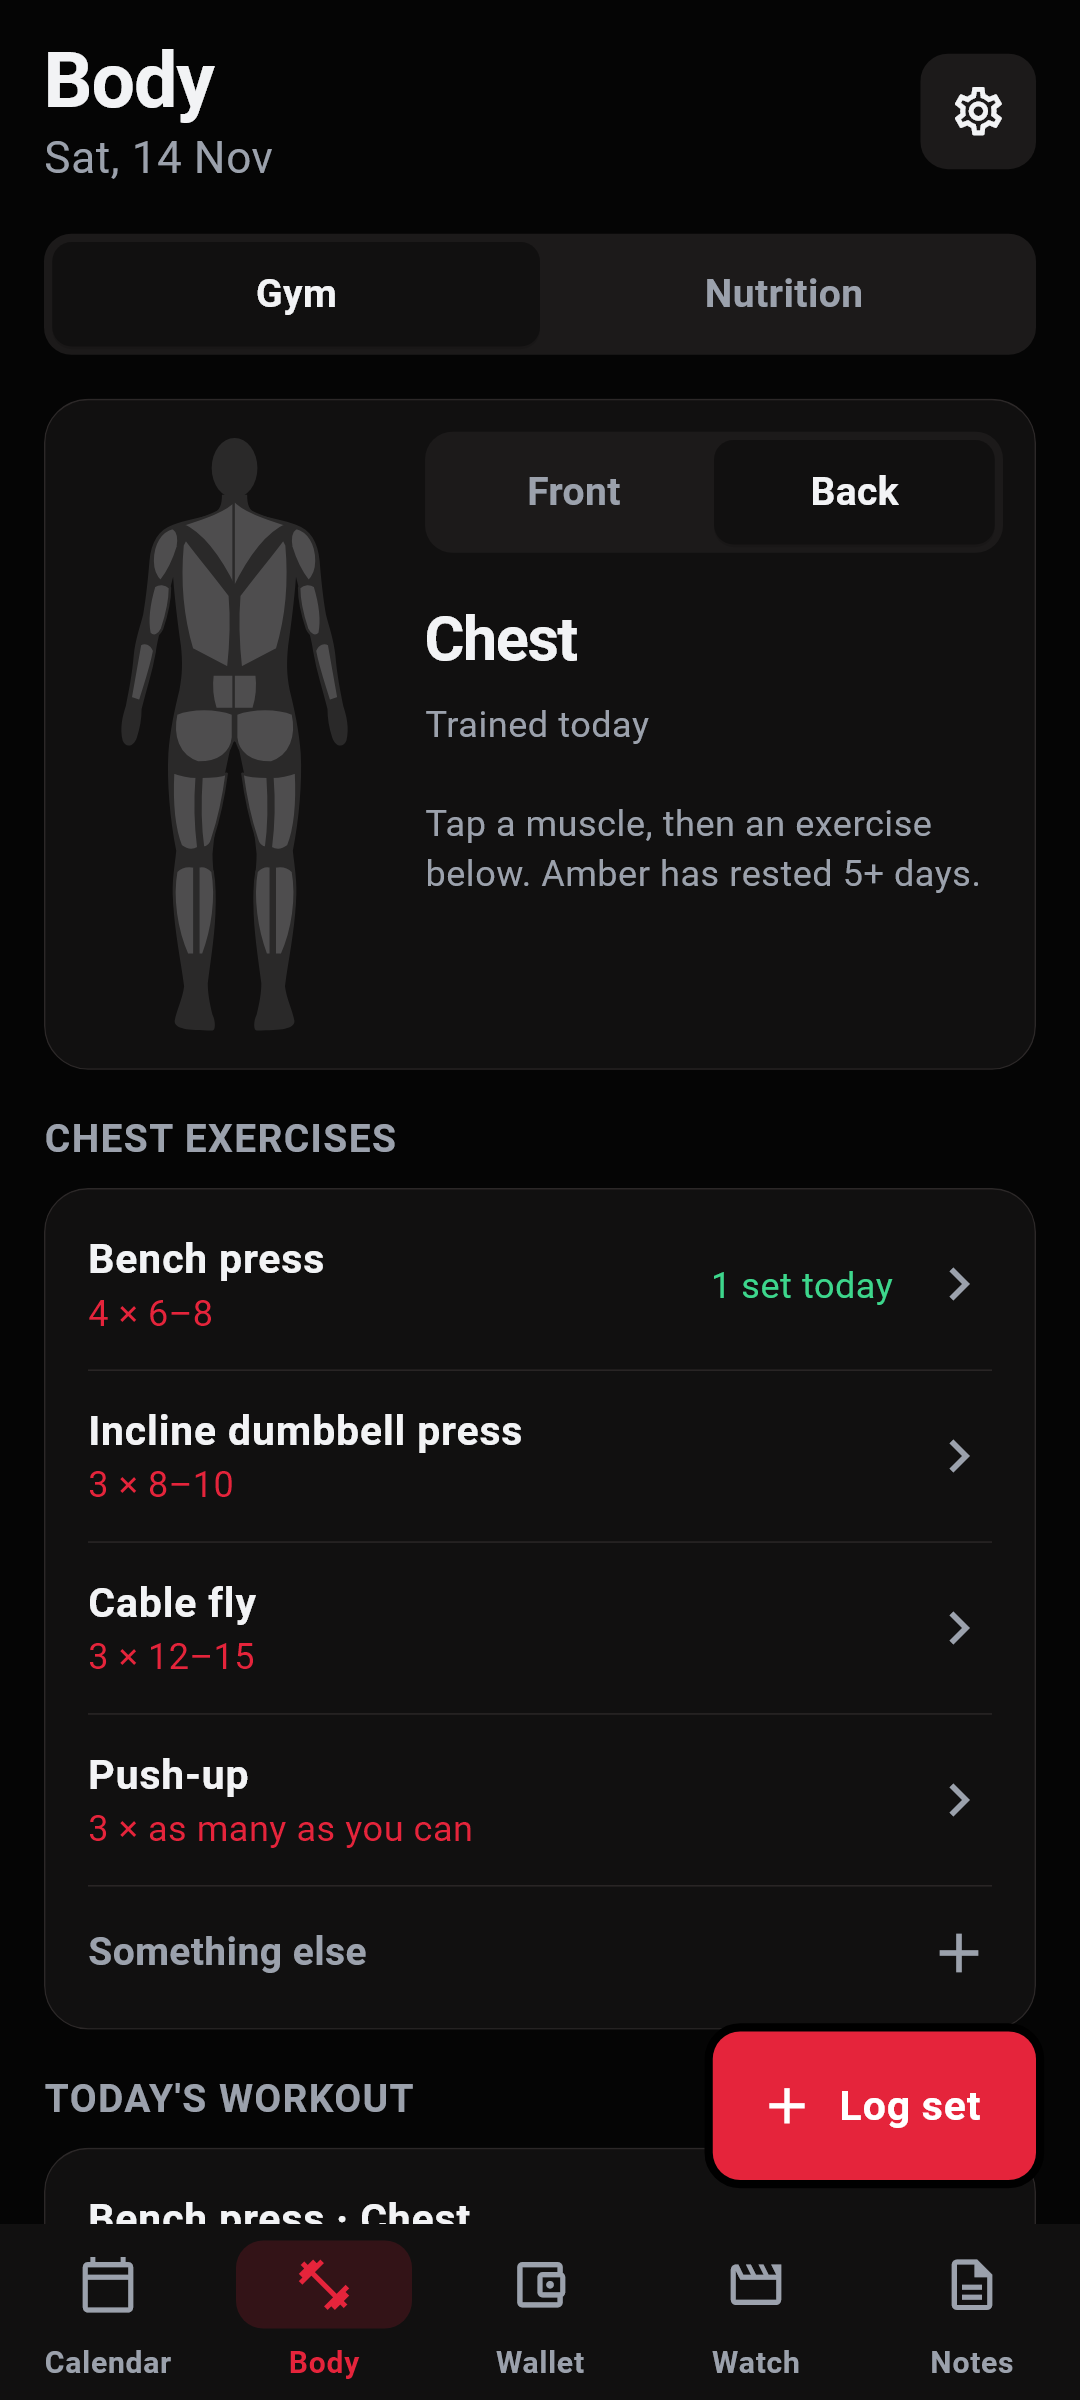 Body
Sat, 14 Nov
Gym
Nutrition
Front
Back
Chest
Trained today
Tap a muscle, then an exercise
below. Amber has rested 5+ days.
CHEST EXERCISES
Bench press
4 × 6–8
1 set today
Incline dumbbell press
3 × 8–10
Cable fly
3 × 12–15
Push-up
3 × as many as you can
Something else
TODAY'S WORKOUT
Log set
Bench press · Chest
Calendar
Body
Wallet
Watch
Notes